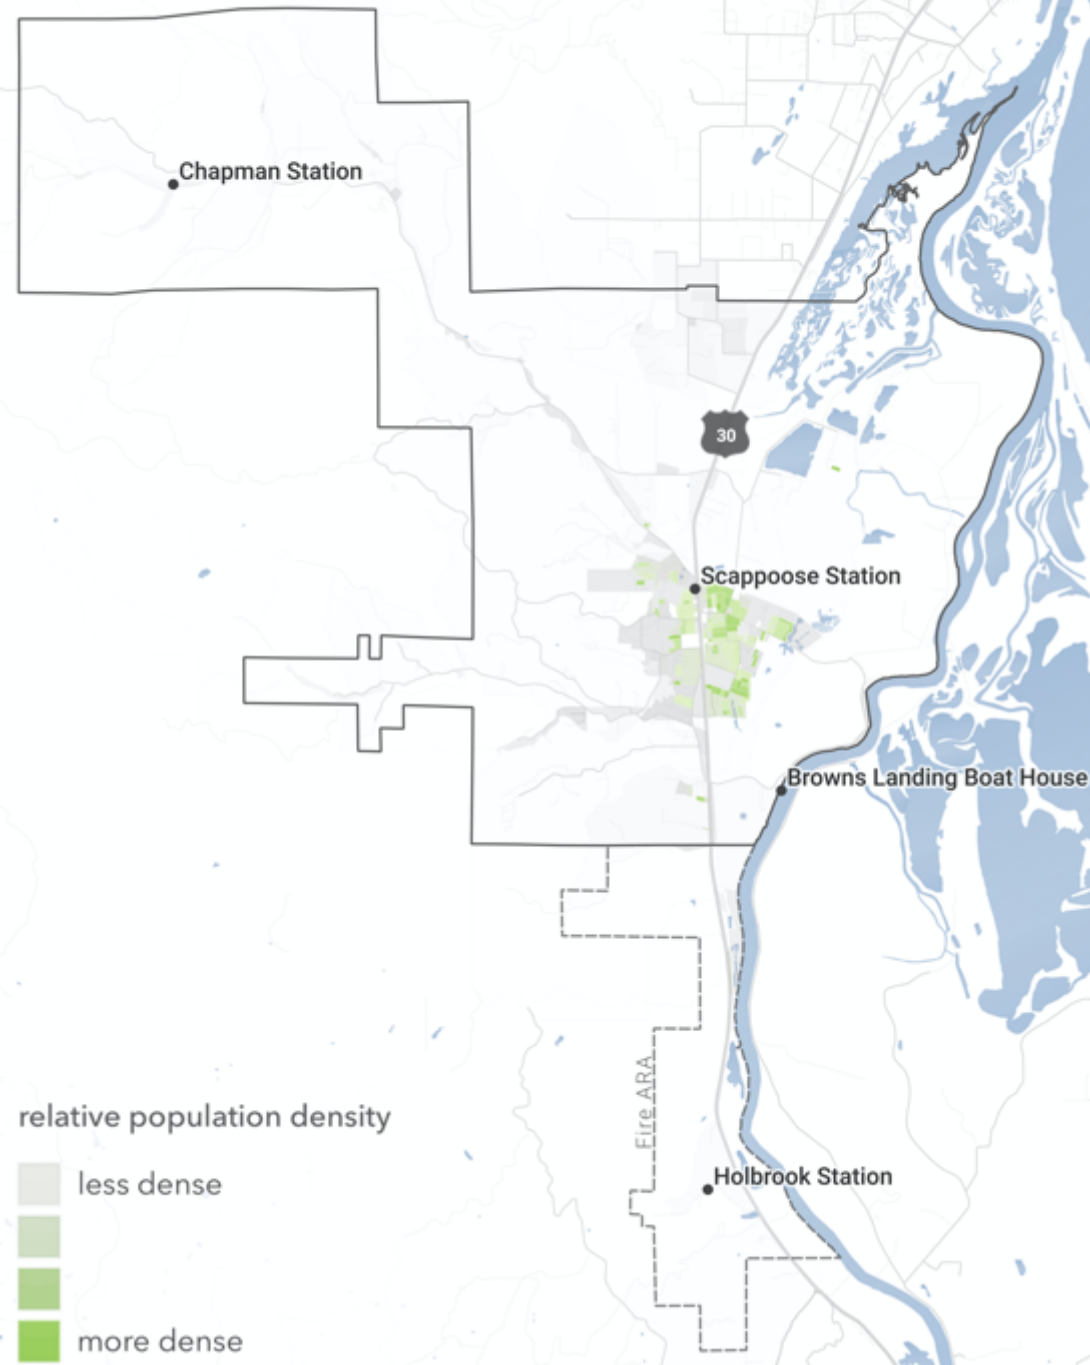 Chapman Station
30
Scappoose Station
Browns Landing Boat House
Fire ARA
Holbrook Station
relative population density
less dense
more dense